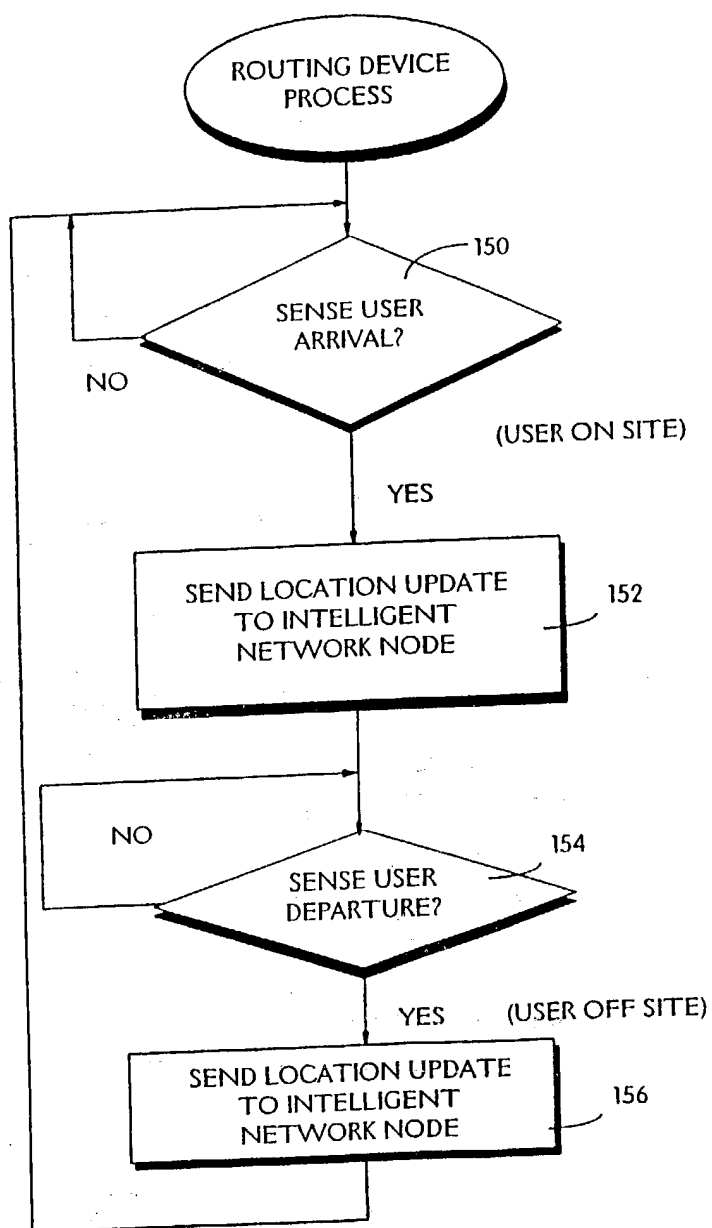 ROUTING DEVICE
PROCESS
150
SENSE USER
ARRIVAL?
NO
(USER ON SITE)
YES
SEND LOCATION UPDATE
TO INTELLIGENT
NETWORK NODE
152
NO
154
SENSE USER
DEPARTURE?
YES
(USER OFF SITE)
SEND LOCATION UPDATE
TO INTELLIGENT
NETWORK NODE
156